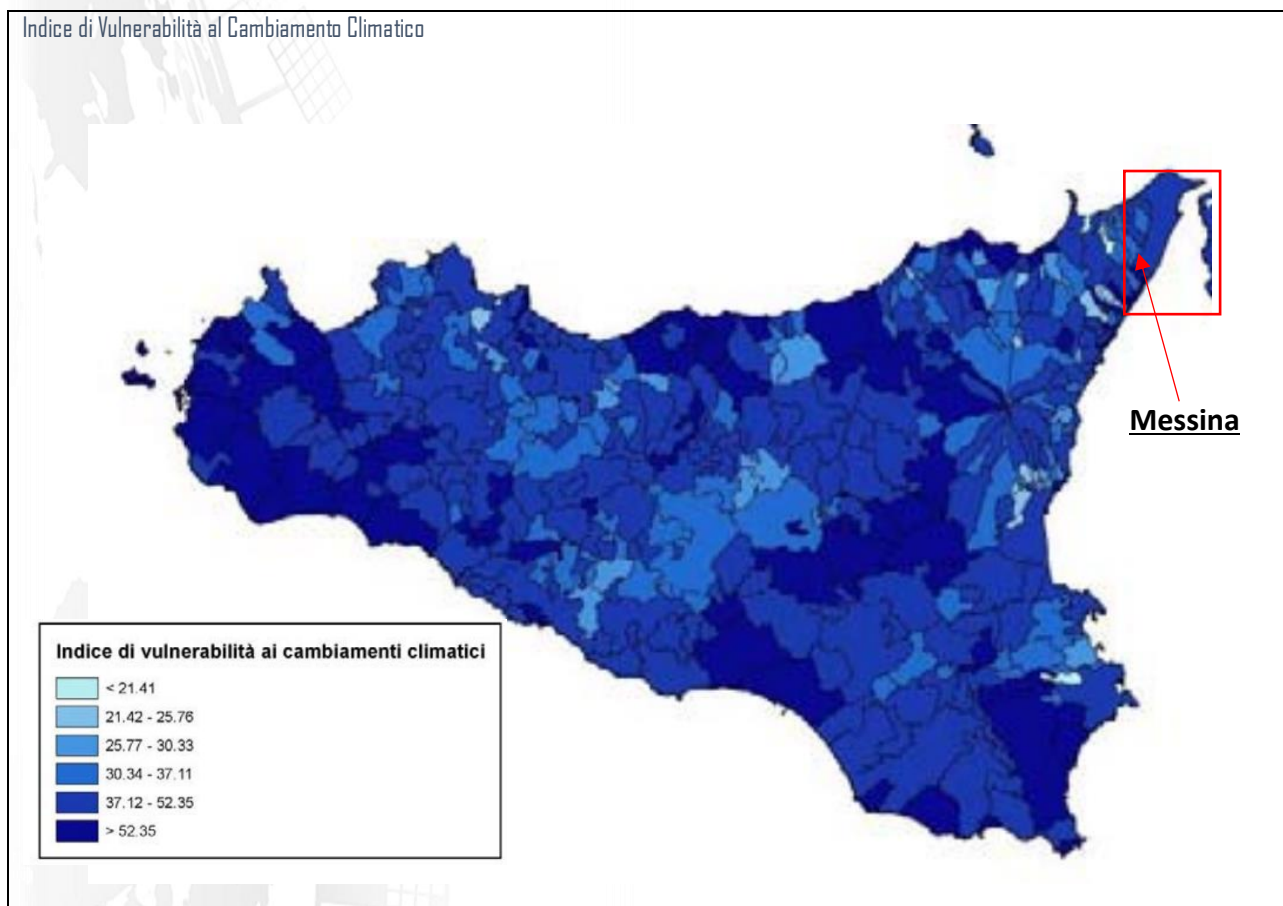 Indice di Vulnerabilità al Cambiamento Climatico
Messina
Indice di vulnerabilità ai cambiamenti climatici
< 21.41
21.42 - 25.76
25.77 - 30.33
30.34 - 37.11
37.12 - 52.35
> 52.35